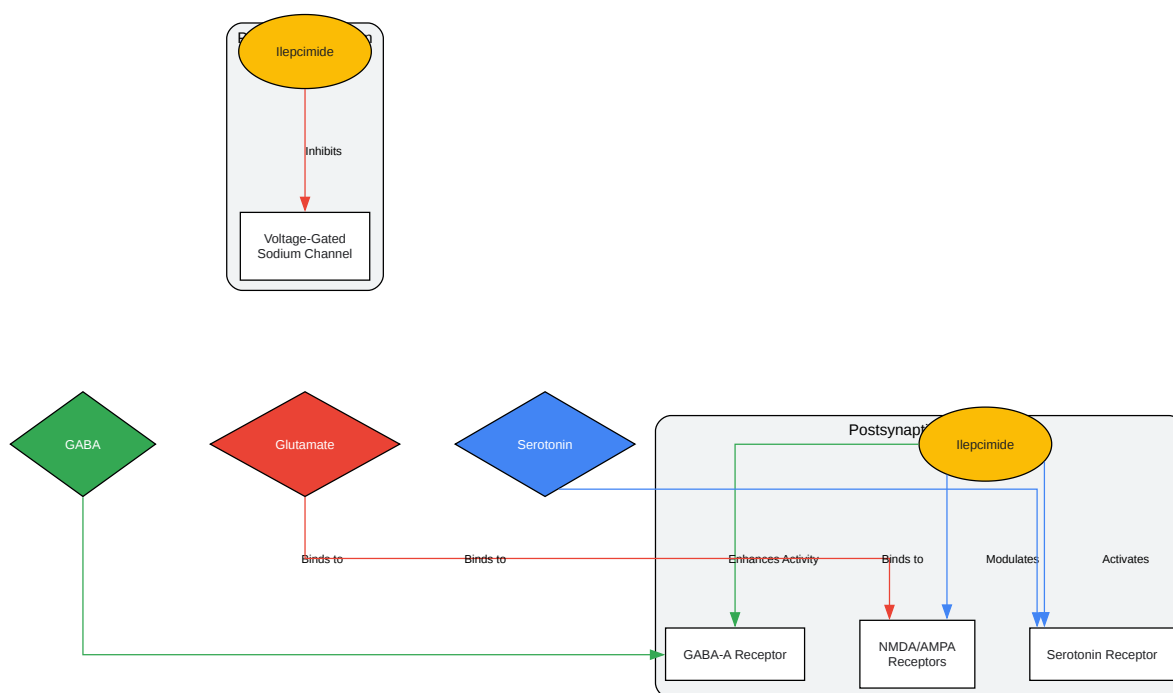 Ilepcimide
Inhibits
Voltage-Gated
Sodium Channel
GABA
Glutamate
Serotonin
Ilepcimide
Binds to
Binds to
Enhances Activity
Binds to
Modulates
Activates
GABA-A Receptor
NMDA/AMPA
Receptors
Serotonin Receptor